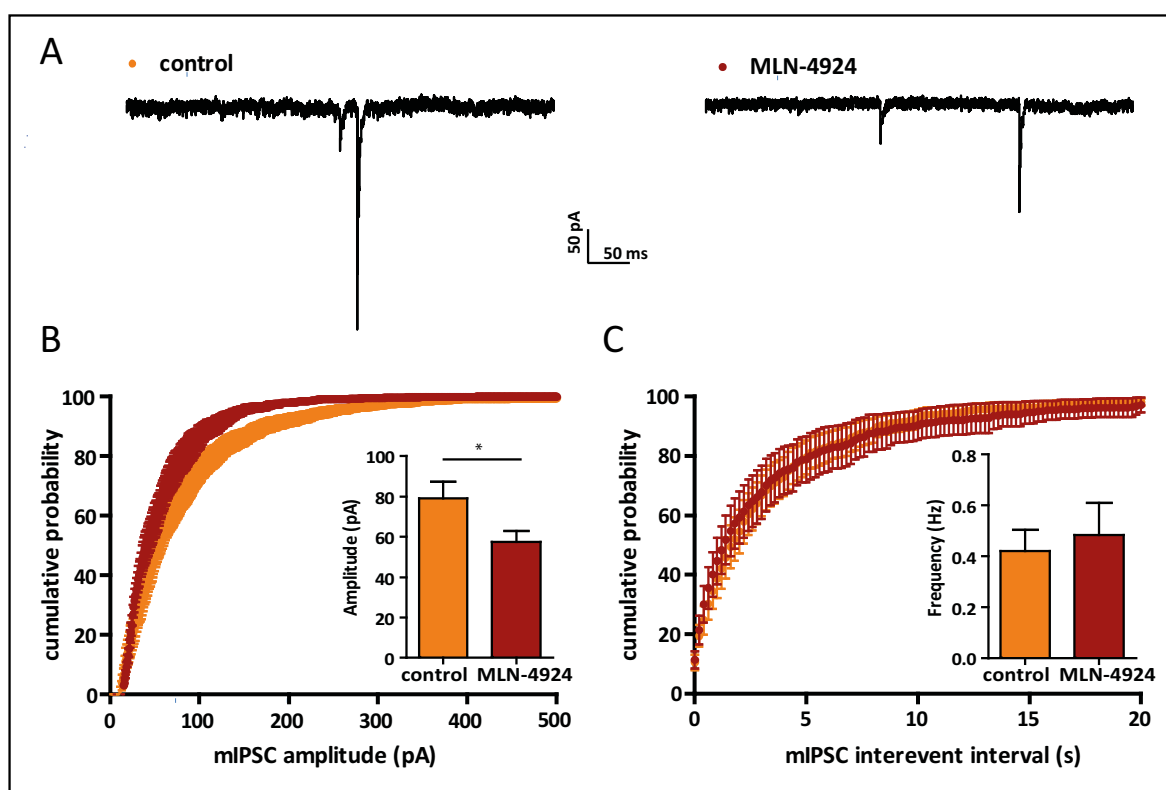 A
control
MLN-4924
50 pA
50 ms
B
100
80
60
40
20
0
cumulative probability
0 100 200 300 400 500
mIPSC amplitude (pA)
100
80
60
40
20
0
Amplitude (pA)
*
control MLN-4924
C
100
80
60
40
20
0
cumulative probability
0 5 10 15 20
mIPSC interevent interval (s)
0.8
0.6
0.4
0.2
0.0
Frequency (Hz)
control MLN-4924